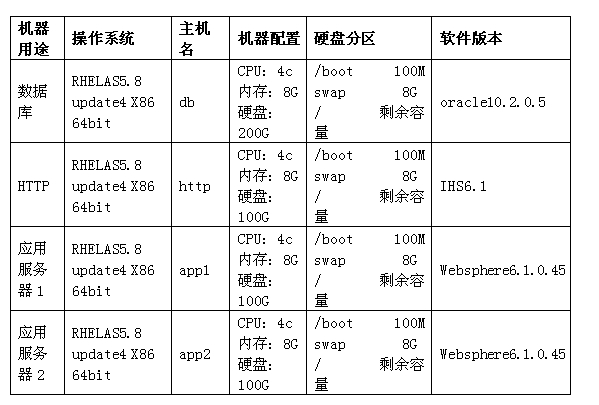 机器用途 操作系统 主机名 机器配置 硬盘分区 软件版本
数据库 RHELAS5.8 update4 X86 64bit db CPU：4c 内存：8G 硬盘：200G /boot 100M swap 8G / 剩余容量 oracle10.2.0.5
HTTP RHELAS5.8 update4 X86 64bit http CPU：4c 内存：8G 硬盘：100G /boot 100M swap 8G / 剩余容量 IHS6.1
应用服务器1 RHELAS5.8 update4 X86 64bit app1 CPU：4c 内存：8G 硬盘：100G /boot 100M swap 8G / 剩余容量 Websphere6.1.0.45
应用服务器2 RHELAS5.8 update4 X86 64bit app2 CPU：4c 内存：8G 硬盘：100G /boot 100M swap 8G / 剩余容量 Websphere6.1.0.45